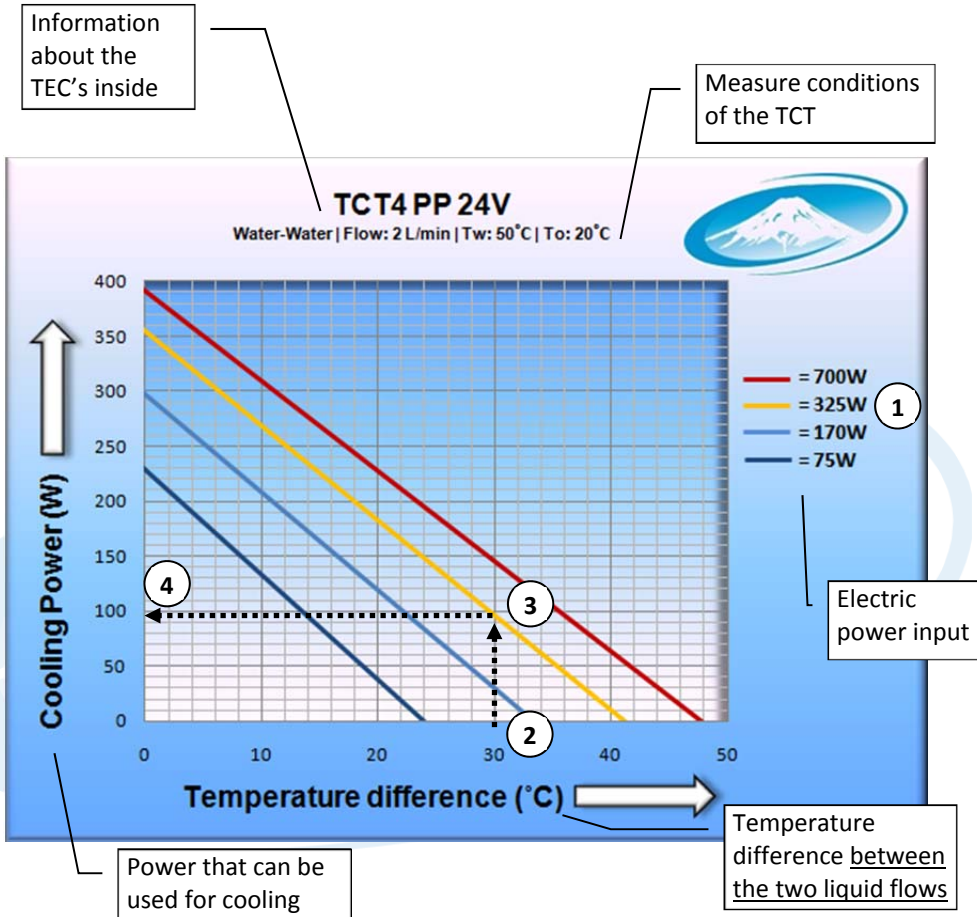 Information
about the
TEC’s inside
Measure conditions
of the TCT
TCT4 PP 24V
Water-Water | Flow: 2 L/min | Tw: 50°C | To: 20°C
400
350
300
250
200
150
100
50
0
Cooling Power (W)
0
10
20
30
40
50
Temperature difference (°C)
= 700W
= 325W
= 170W
= 75W
1
2
3
4
Electric
power input
Power that can be
used for cooling
Temperature
difference between
the two liquid flows